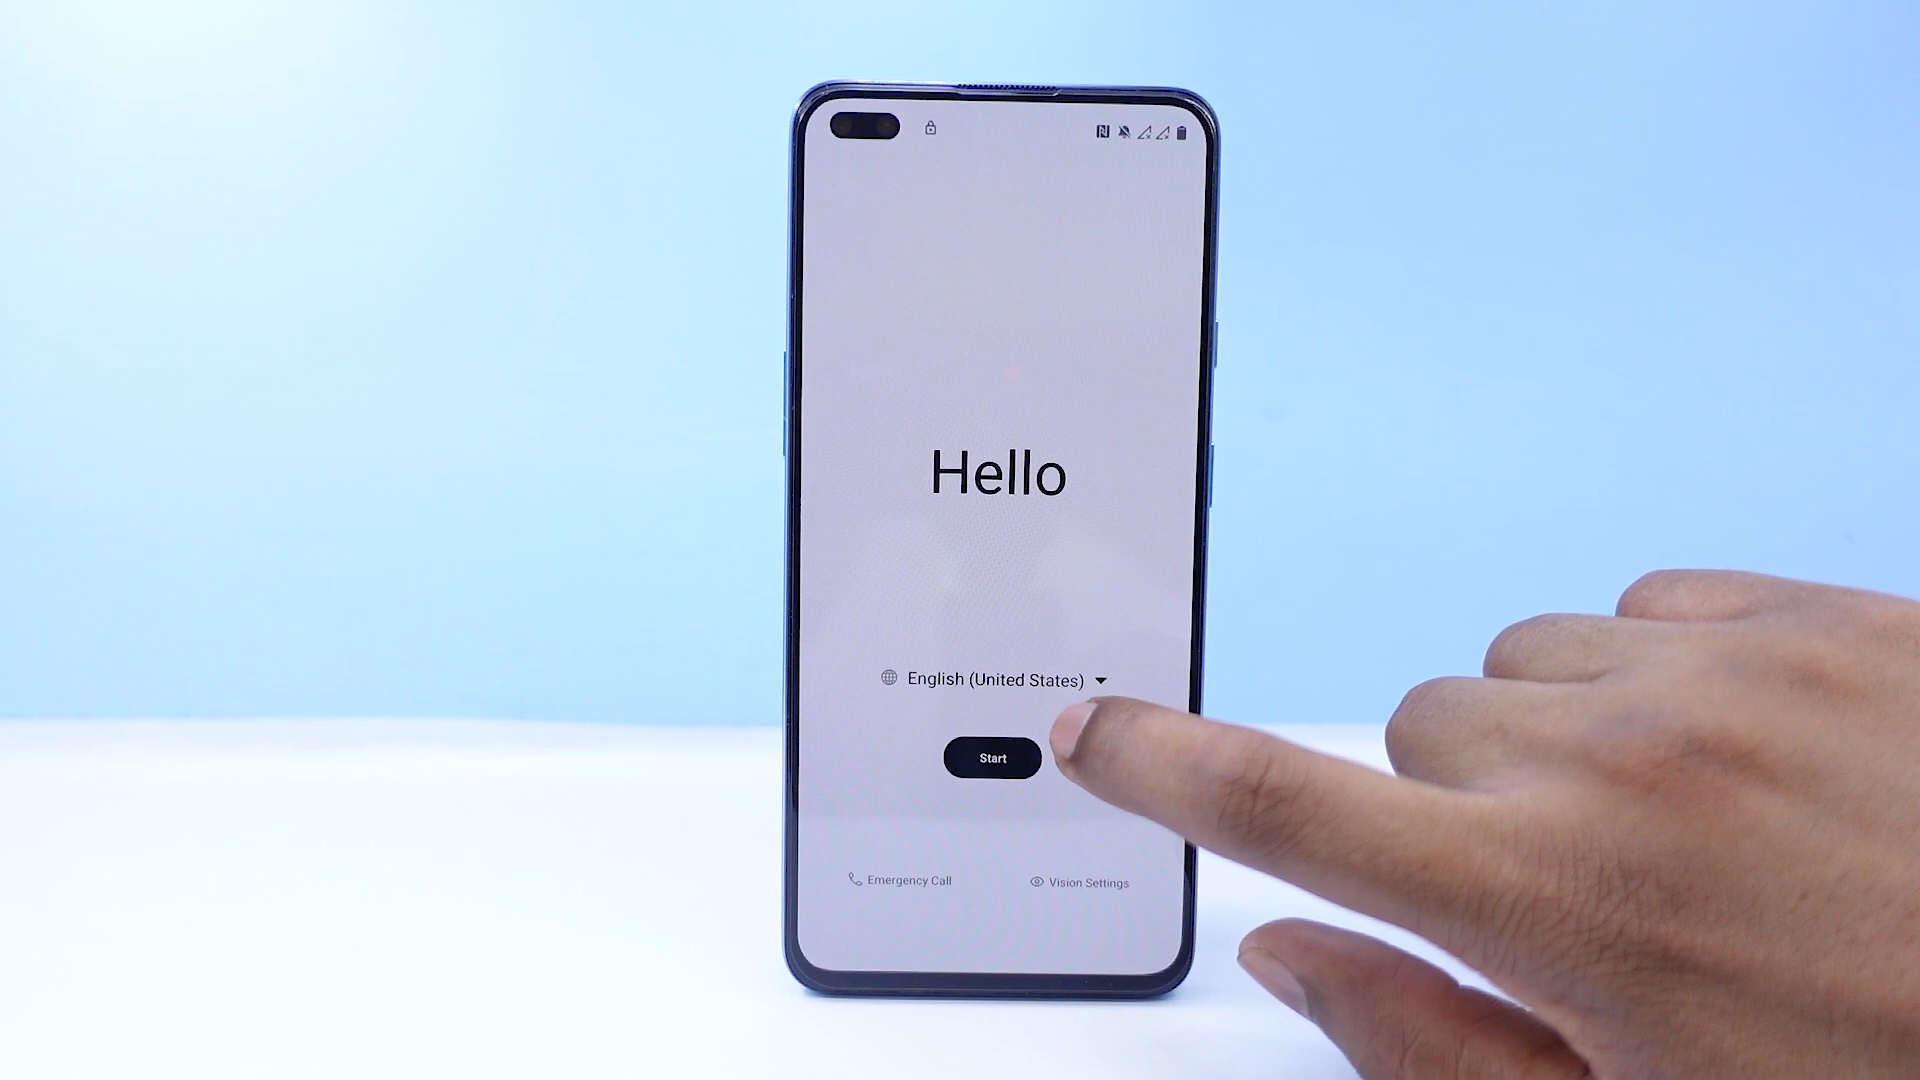 Hello
English (United States)
Start
Emergency Call
Vision Settings